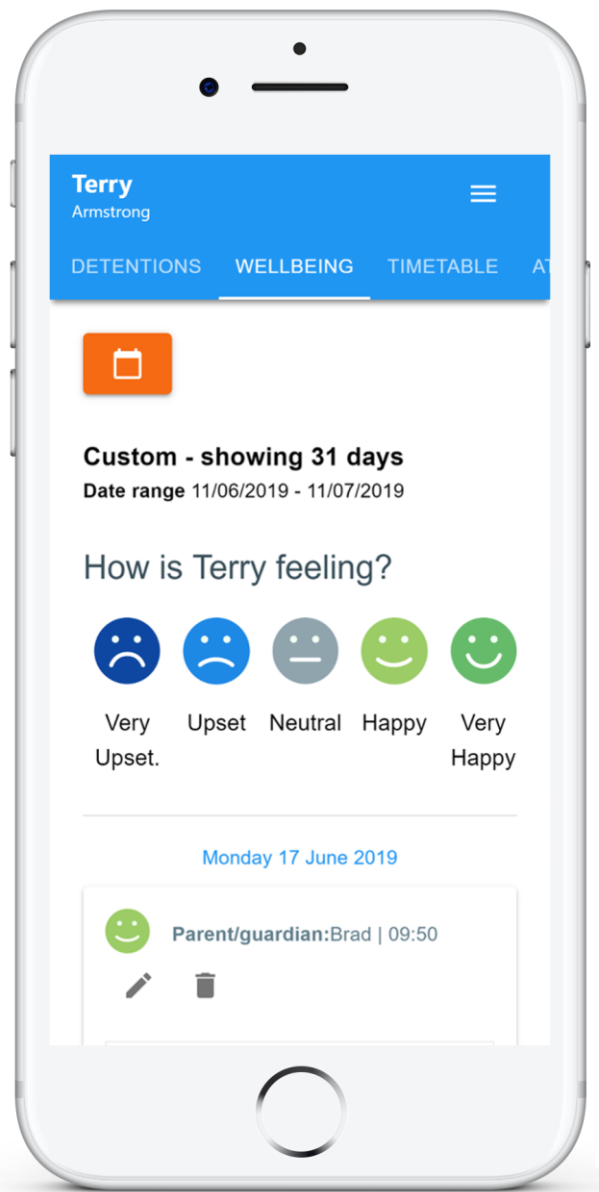 Terry
Armstrong
DETENTIONS WELLBEING TIMETABLE AT
Custom - showing 31 days
Date range 11/06/2019 - 11/07/2019
How is Terry feeling?
Very Upset Neutral Happy Very
Upset. Happy
Monday 17 June 2019
Parent/guardian:Brad | 09:50